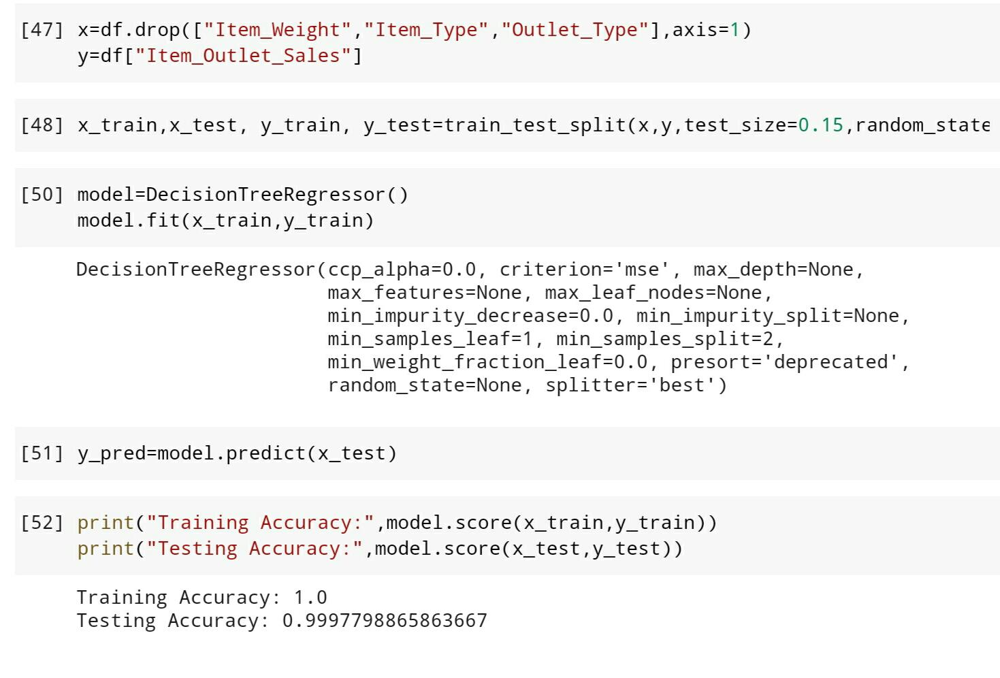 [47] x=df.drop(["Item_Weight","Item_Type","Outlet_Type"],axis=1)
y=df["Item_Outlet_Sales"]
[48] x_train,x_test, y_train, y_test=train_test_split(x,y,test_size=0.15,random_state
[50] model=DecisionTreeRegressor()
model.fit(x_train,y_train)
DecisionTreeRegressor(ccp_alpha=0.0, criterion='mse', max_depth=None,
max_features=None, max_leaf_nodes=None,
min_impurity_decrease=0.0, min_impurity_split=None,
min_samples_leaf=1, min_samples_split=2,
min_weight_fraction_leaf=0.0, presort='deprecated',
random_state=None, splitter='best')
[51] y_pred=model.predict(x_test)
[52] print("Training Accuracy:",model.score(x_train,y_train))
print("Testing Accuracy:",model.score(x_test,y_test))
Training Accuracy: 1.0
Testing Accuracy: 0.9997798865863667